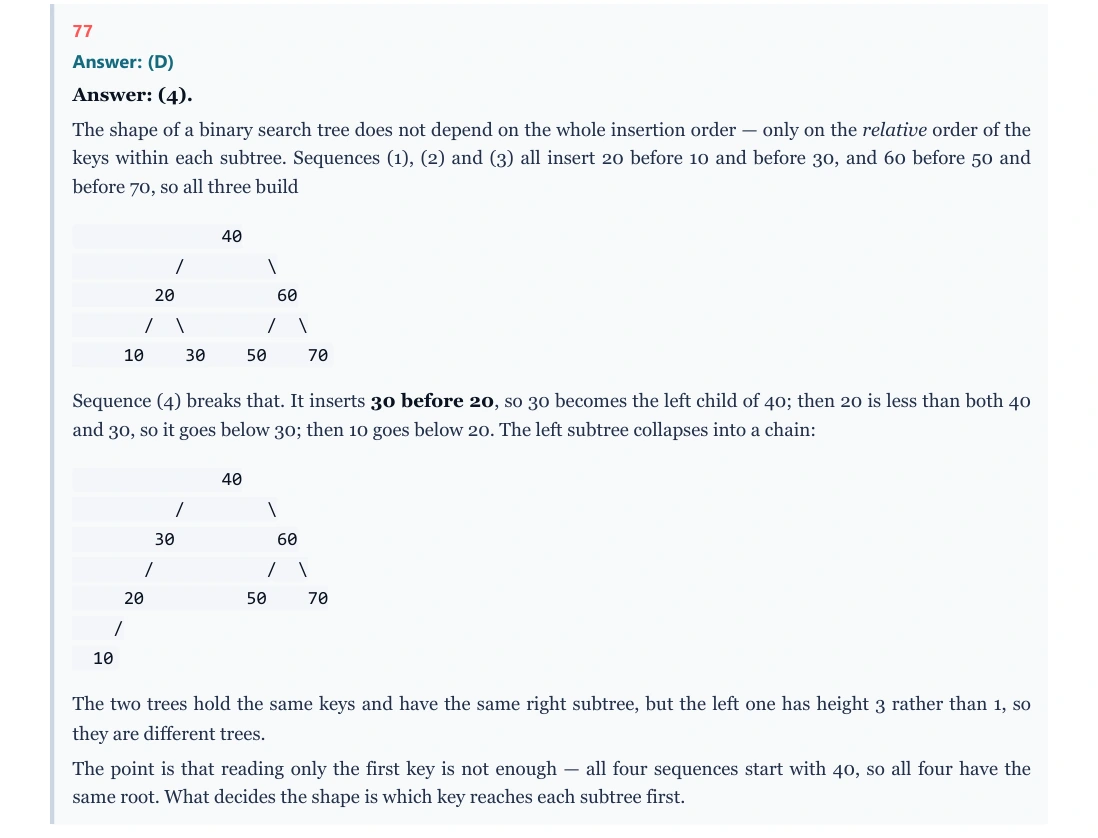 77
Answer: (D)
Answer: (4).
The shape of a binary search tree does not depend on the whole insertion order — only on the relative order of the
keys within each subtree. Sequences (1), (2) and (3) all insert 20 before 10 and before 30, and 60 before 50 and
before 70, so all three build
40
/ \
20 60
/ \ / \
10 30 50 70
Sequence (4) breaks that. It inserts 30 before 20, so 30 becomes the left child of 40; then 20 is less than both 40
and 30, so it goes below 30; then 10 goes below 20. The left subtree collapses into a chain:
40
/ \
30 60
/ / \
20 50 70
/
10
The two trees hold the same keys and have the same right subtree, but the left one has height 3 rather than 1, so
they are different trees.
The point is that reading only the first key is not enough — all four sequences start with 40, so all four have the
same root. What decides the shape is which key reaches each subtree first.